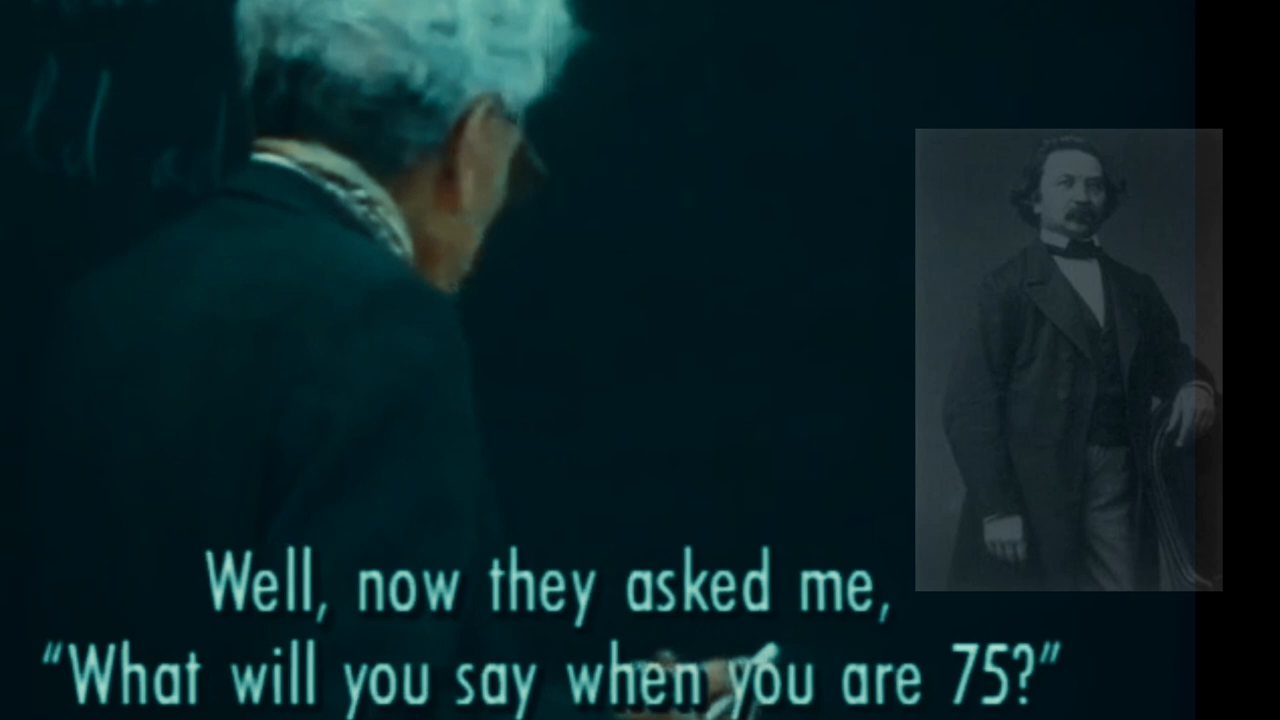 Well, now they asked me,
“What will you say when you are 75?”